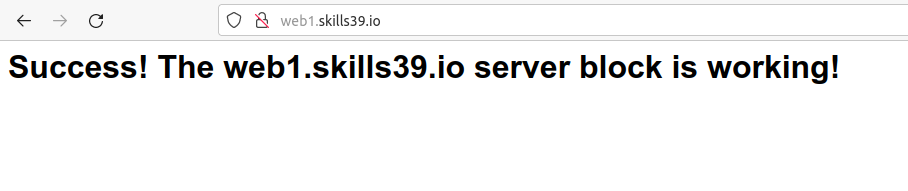 web1.skills39.io
Success! The web1.skills39.io server block is working!